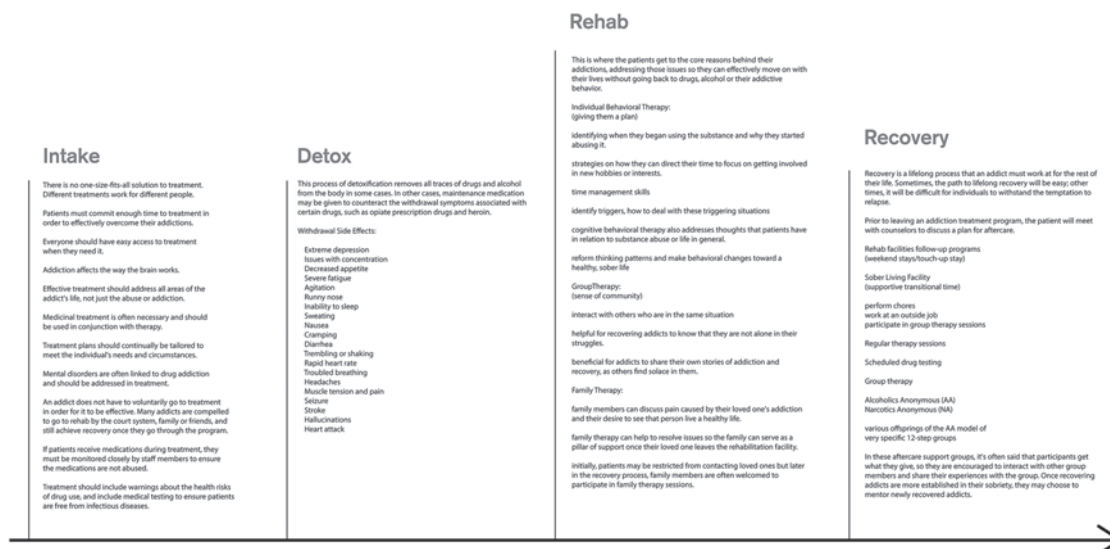 Intake
There is no one-size-fits-all solution to treatment.
Different treatments work for different people.
Patients must commit enough time to treatment in
order to effectively overcome their addictions.
Everyone should have easy access to treatment
when they need it.
Addiction affects the way the brain works.
Effective treatment should address all areas of the
addict's life, not just the abuse or addiction.
Medicinal treatment is often necessary and should
be used in conjunction with therapy.
Treatment plans should continually be tailored to
meet the individual's needs and circumstances.
Mental disorders are often linked to drug addiction
and should be addressed in treatment.
An addict does not have to voluntarily go to treatment
in order for it to be effective. Many addicts are compelled
to go to rehab by the court system, family or friends, and
still achieve recovery once they go through the program.
If patients receive medications during treatment, they
must be monitored closely by staff members to ensure
the medications are not abused.
Treatment should include warnings about the health risks
of drug use, and include medical testing to ensure patients
are free from infectious diseases.
Detox
This process of detoxification removes all traces of drugs and alcohol
from the body in some cases. In other cases, maintenance medication
may be given to counteract the withdrawal symptoms associated with
certain drugs, such as opiate prescription drugs and heroin.
Withdrawal Side Effects:
Extreme depression
Issues with concentration
Decreased appetite
Severe fatigue
Agitation
Runny nose
Inability to sleep
Sweating
Nausea
Cramping
Diarrhea
Trembling or shaking
Rapid heart rate
Troubled breathing
Headaches
Muscle tension and pain
Seizure
Stroke
Hallucinations
Heart attack
Rehab
This is where the patients get to the core reasons behind their
addictions, addressing those issues so they can effectively move on with
their lives without going back to drugs, alcohol or their addictive
behavior.
Individual Behavioral Therapy:
(giving them a plan)
identifying when they began using the substance and why they started
abusing it.
strategies on how they can direct their time to focus on getting involved
in new hobbies or interests.
time management skills
identify triggers, how to deal with these triggering situations
cognitive behavioral therapy also addresses thoughts that patients have
in relation to substance abuse or life in general.
reform thinking patterns and make behavioral changes toward a
healthy, sober life
GroupTherapy:
(sense of community)
interact with others who are in the same situation
helpful for recovering addicts to know that they are not alone in their
struggles.
beneficial for addicts to share their own stories of addiction and
recovery, as others find solace in them.
Family Therapy:
family members can discuss pain caused by their loved one's addiction
and their desire to see that person live a healthy life.
family therapy can help to resolve issues so the family can serve as a
pillar of support once their loved one leaves the rehabilitation facility.
initially, patients may be restricted from contacting loved ones but later
in the recovery process, family members are often welcomed to
participate in family therapy sessions.
Recovery
Recovery is a lifelong process that an addict must work at for the rest of
their life. Sometimes, the path to lifelong recovery will be easy; other
times, it will be difficult for individuals to withstand the temptation to
relapse.
Prior to leaving an addiction treatment program, the patient will meet
with counselors to discuss a plan for aftercare.
Rehab facilities follow-up programs
(weekend stays/touch-up stay)
Sober Living Facility
(supportive transitional time)
perform chores
work at an outside job
participate in group therapy sessions
Regular therapy sessions
Scheduled drug testing
Group therapy
Alcoholics Anonymous (AA)
Narcotics Anonymous (NA)
various offsprings of the AA model of
very specific 12-step groups
In these aftercare support groups, it's often said that participants get
what they give, so they are encouraged to interact with other group
members and share their experiences with the group. Once recovering
addicts are more established in their sobriety, they may choose to
mentor newly recovered addicts.